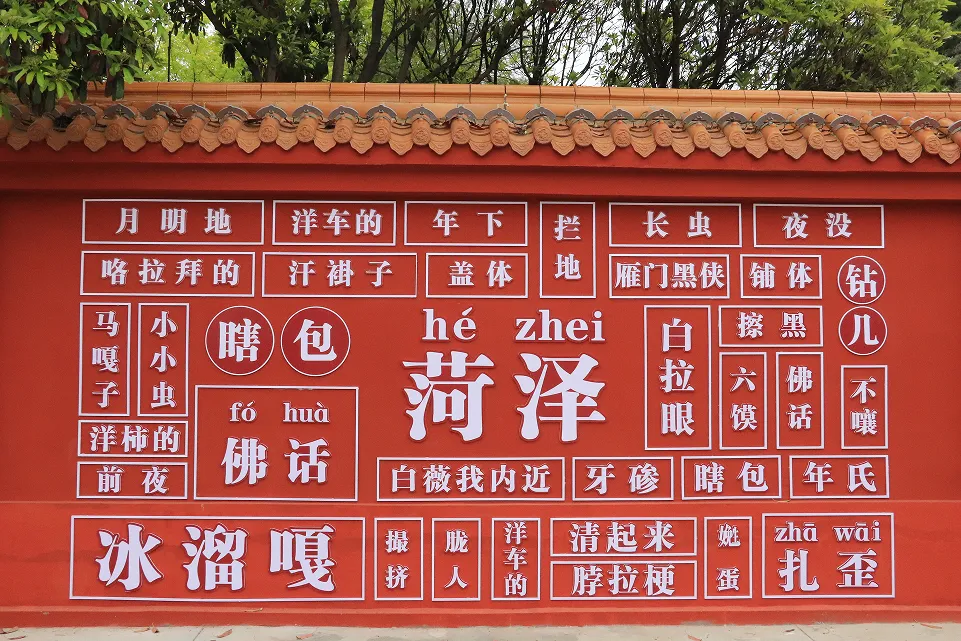 月明地
洋车的
年下
拦地
长虫
夜没
咯拉拜的
汗褂子
盖体
雁门黑侠
铺体
钻
几
马嘎子
小小虫
瞎
包
hé zhei
菏泽
白拉眼
擦黑
六馍
佛话
不嚷
洋柿的
前夜
fó huà
佛话
白薇我内近
牙碜
瞎包
年氏
冰溜嘎
撮挤
胧人
洋车的
清起来
脖拉梗
蛋
zhā wāi
扎歪